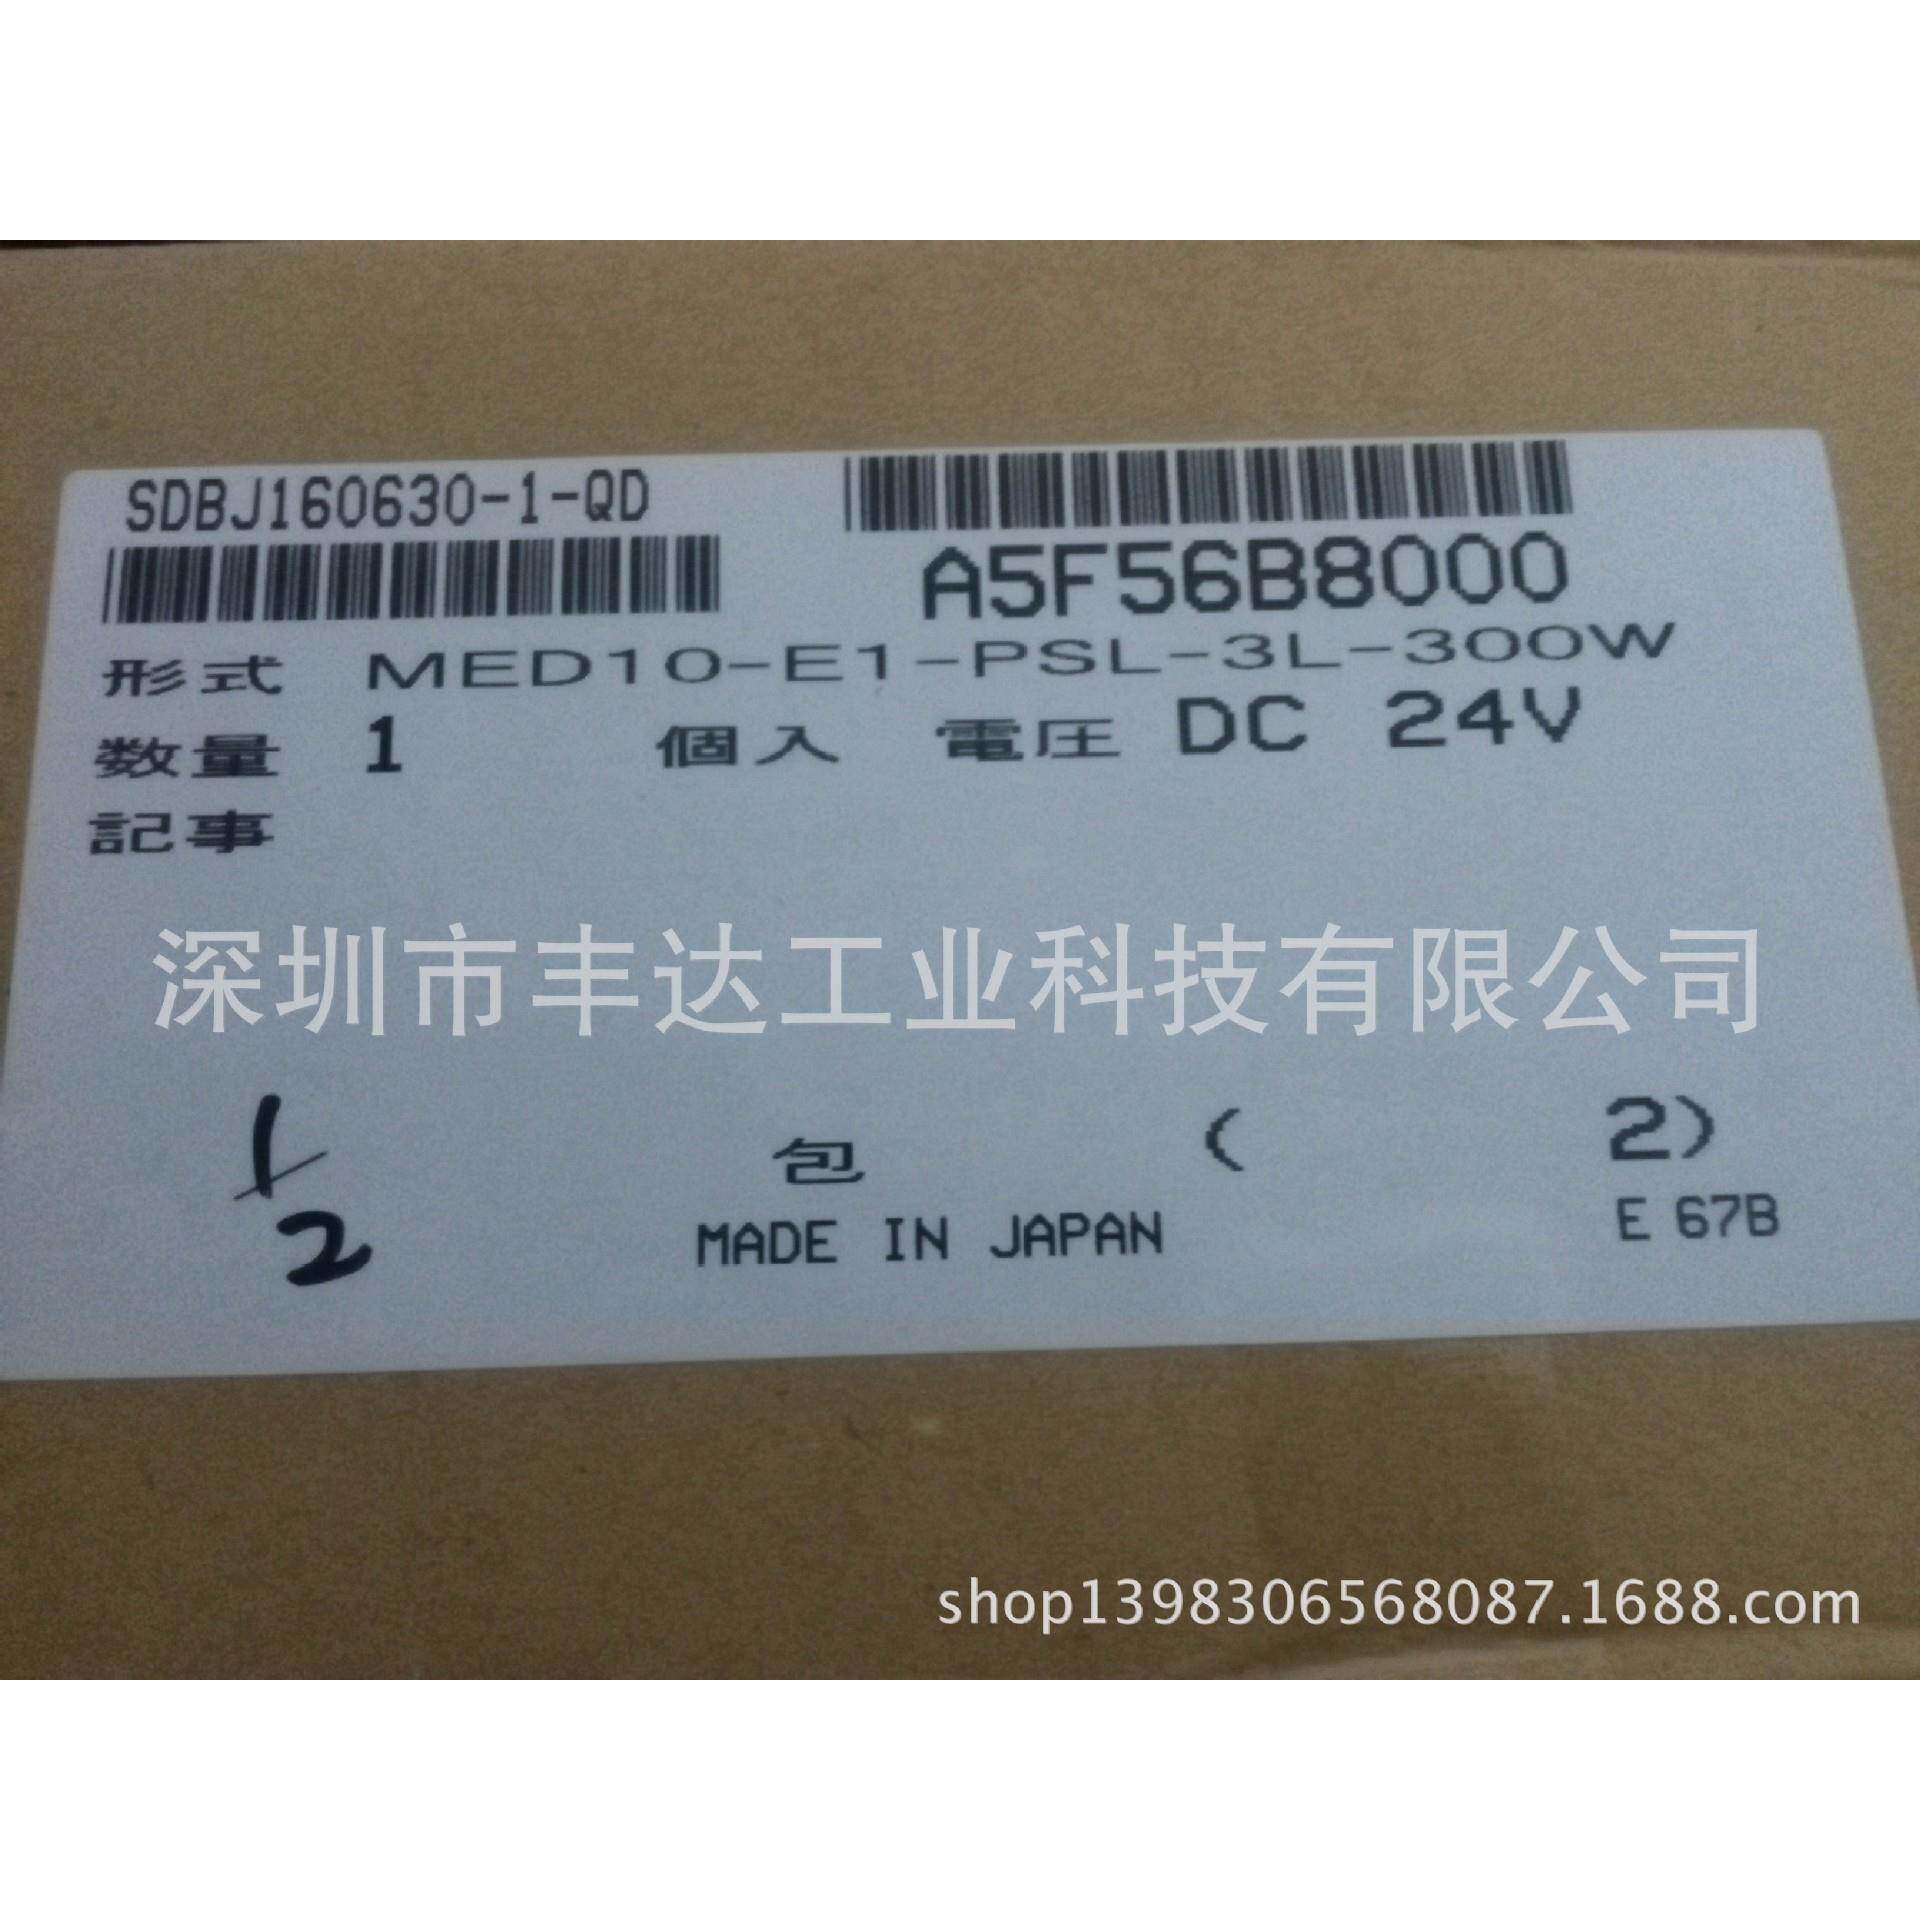 SDBJ160630-1-QD
A5F56B8000
形式 MED10-E1-PSL-3L-300W
数量 1 個入 電圧 DC 24V
記事
深圳市丰达工业科技有限公司
1/2
包 ( 2)
MADE IN JAPAN E 67B
shop1398306568087.1688.com